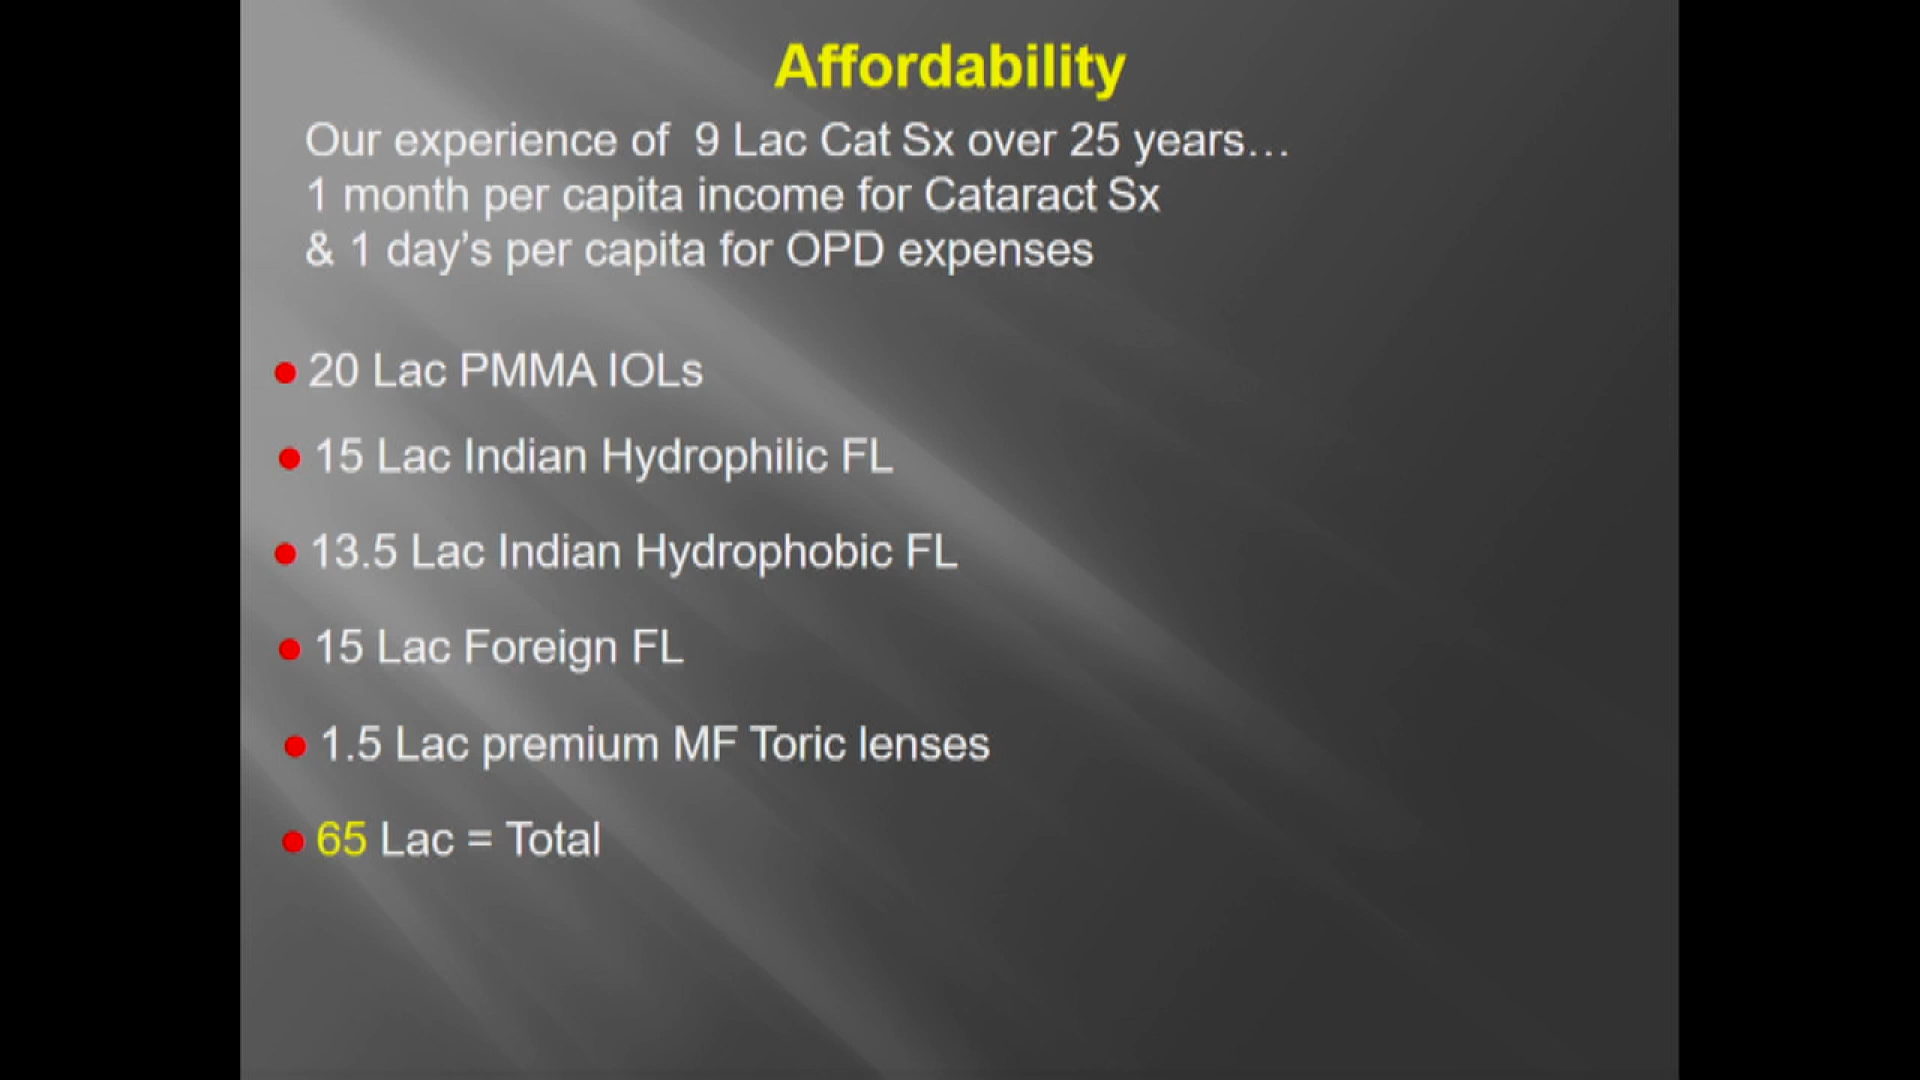 Affordability
Our experience of 9 Lac Cat Sx over 25 years...
1 month per capita income for Cataract Sx
& 1 day's per capita for OPD expenses
20 Lac PMMA IOLs
15 Lac Indian Hydrophilic FL
13.5 Lac Indian Hydrophobic FL
15 Lac Foreign FL
1.5 Lac premium MF Toric lenses
65 Lac = Total